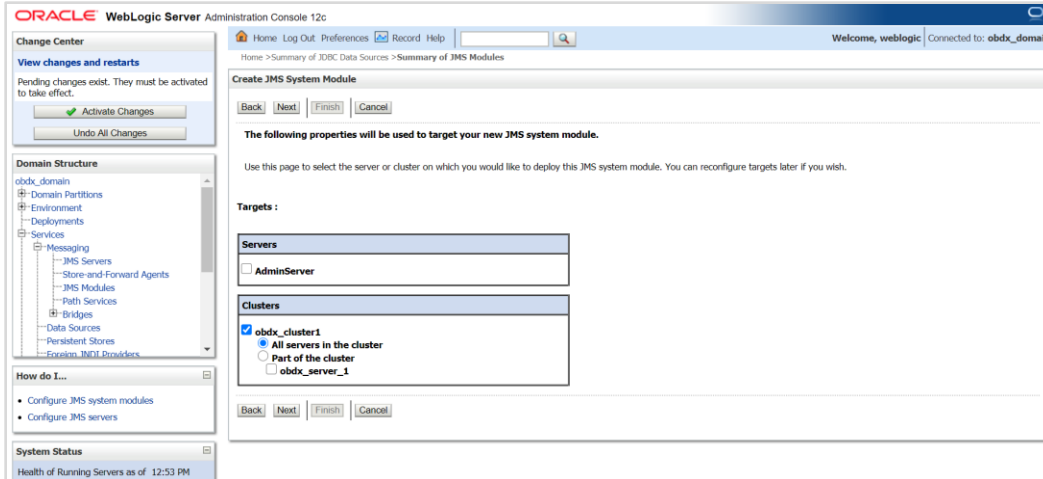 ORACLE WebLogic Server Administration Console 12c
Change Center
View changes and restarts
Pending changes exist. They must be activated
to take effect.
Activate Changes
Undo All Changes
Domain Structure
obdx_domain
Domain Partitions
Environment
Deployments
Services
Messaging
JMS Servers
Store-and-Forward Agents
JMS Modules
Path Services
Bridges
Data Sources
Persistent Stores
Foreign JNDI Providers
How do I...
Configure JMS system modules
Configure JMS servers
System Status
Health of Running Servers as of 12:53 PM
Home Log Out Preferences Record Help
Welcome, weblogic Connected to: obdx_domai
Home >Summary of JDBC Data Sources >Summary of JMS Modules
Create JMS System Module
Back Next Finish Cancel
The following properties will be used to target your new JMS system module.
Use this page to select the server or cluster on which you would like to deploy this JMS system module. You can reconfigure targets later if you wish.
Targets :
Servers
AdminServer
Clusters
obdx_cluster1
All servers in the cluster
Part of the cluster
obdx_server_1
Back Next Finish Cancel